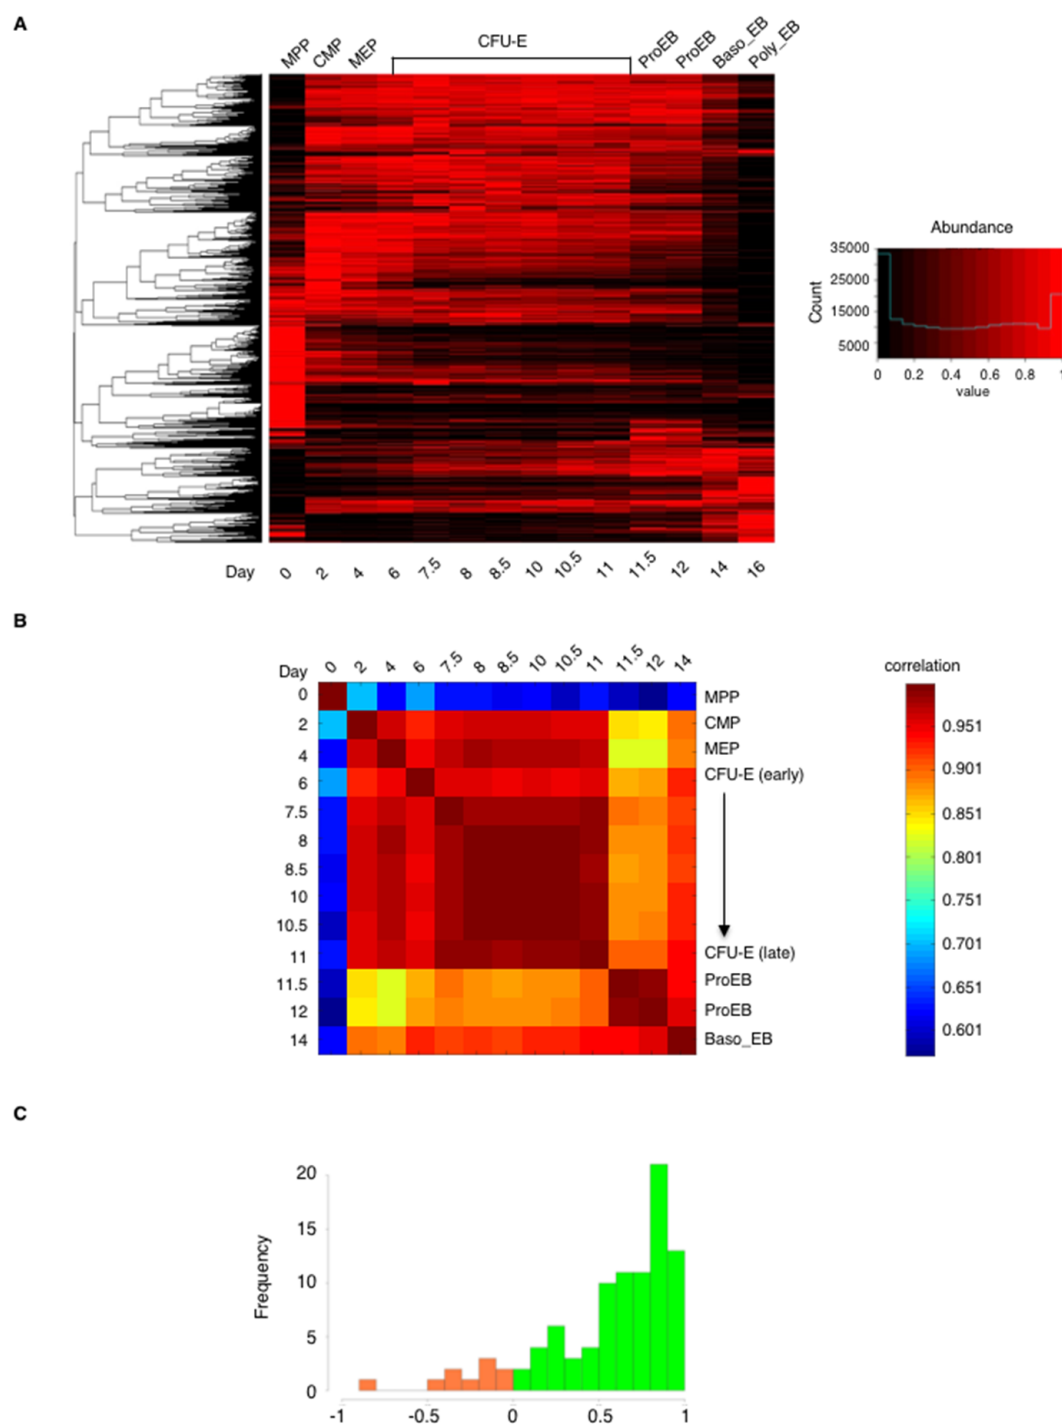 A
MPP CMP MEP CFU-E ProEB ProEB Baso_EB Poly_EB
Abundance
35000
25000
15000
5000
Count
0 0.2 0.4 0.6 0.8 1
value
Day 0 2 4 6 7.5 8 8.5 10 10.5 11 11.5 12 14 16
B
Day 0 2 4 6 7.5 8 8.5 10 10.5 11 11.5 12 14
correlation
0 MPP
2 CMP
4 MEP
6 CFU-E (early)
7.5
8
8.5
10
10.5
11 CFU-E (late)
11.5 ProEB
12 ProEB
14 Baso_EB
0.951
0.901
0.851
0.801
0.751
0.701
0.651
0.601
C
20
15
10
5
0
Frequency
-1 -0.5 0 0.5 1